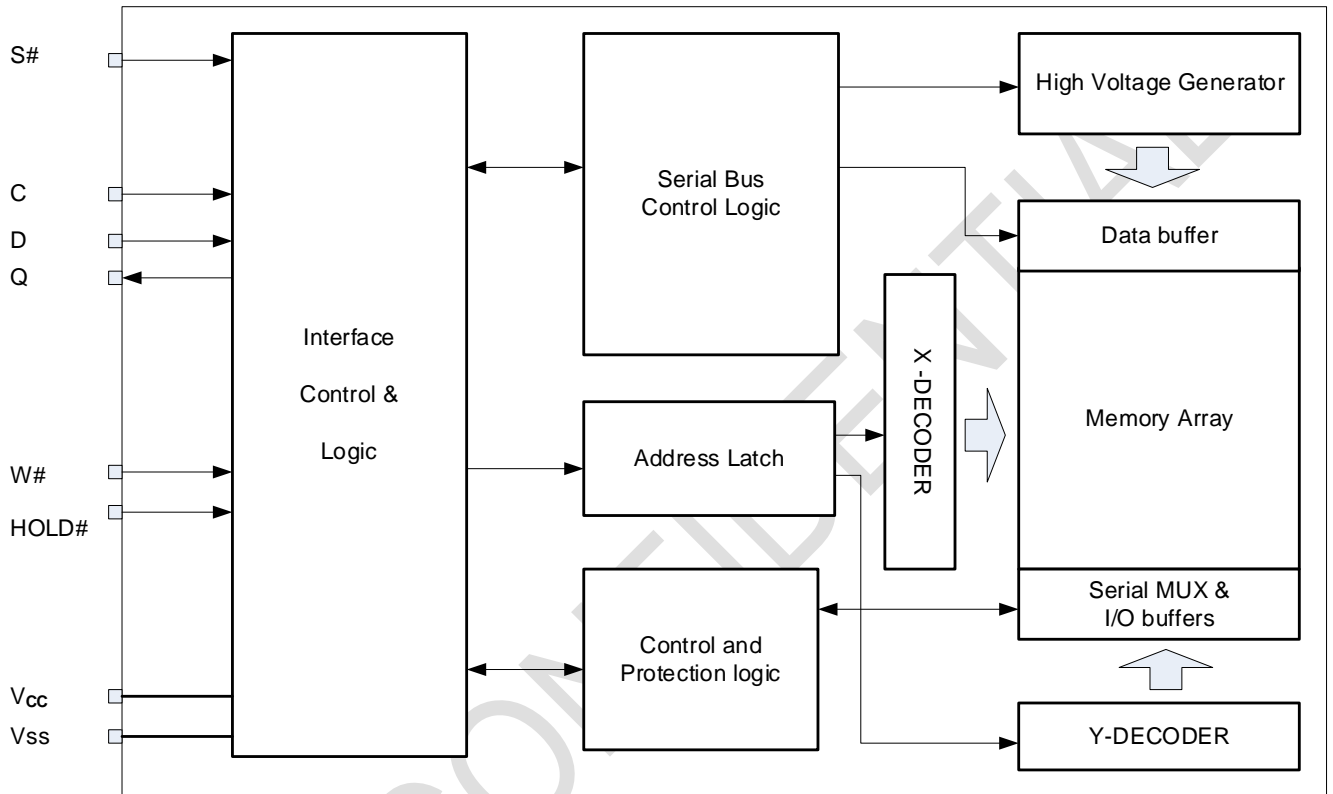 S#
C
D
Q
W#
HOLD#
Vcc
Vss
Interface
Control &
Logic
Serial Bus
Control Logic
Address Latch
Control and
Protection logic
X -DECODER
High Voltage Generator
Data buffer
Memory Array
Serial MUX &
I/O buffers
Y-DECODER
CONFIDENTIAL